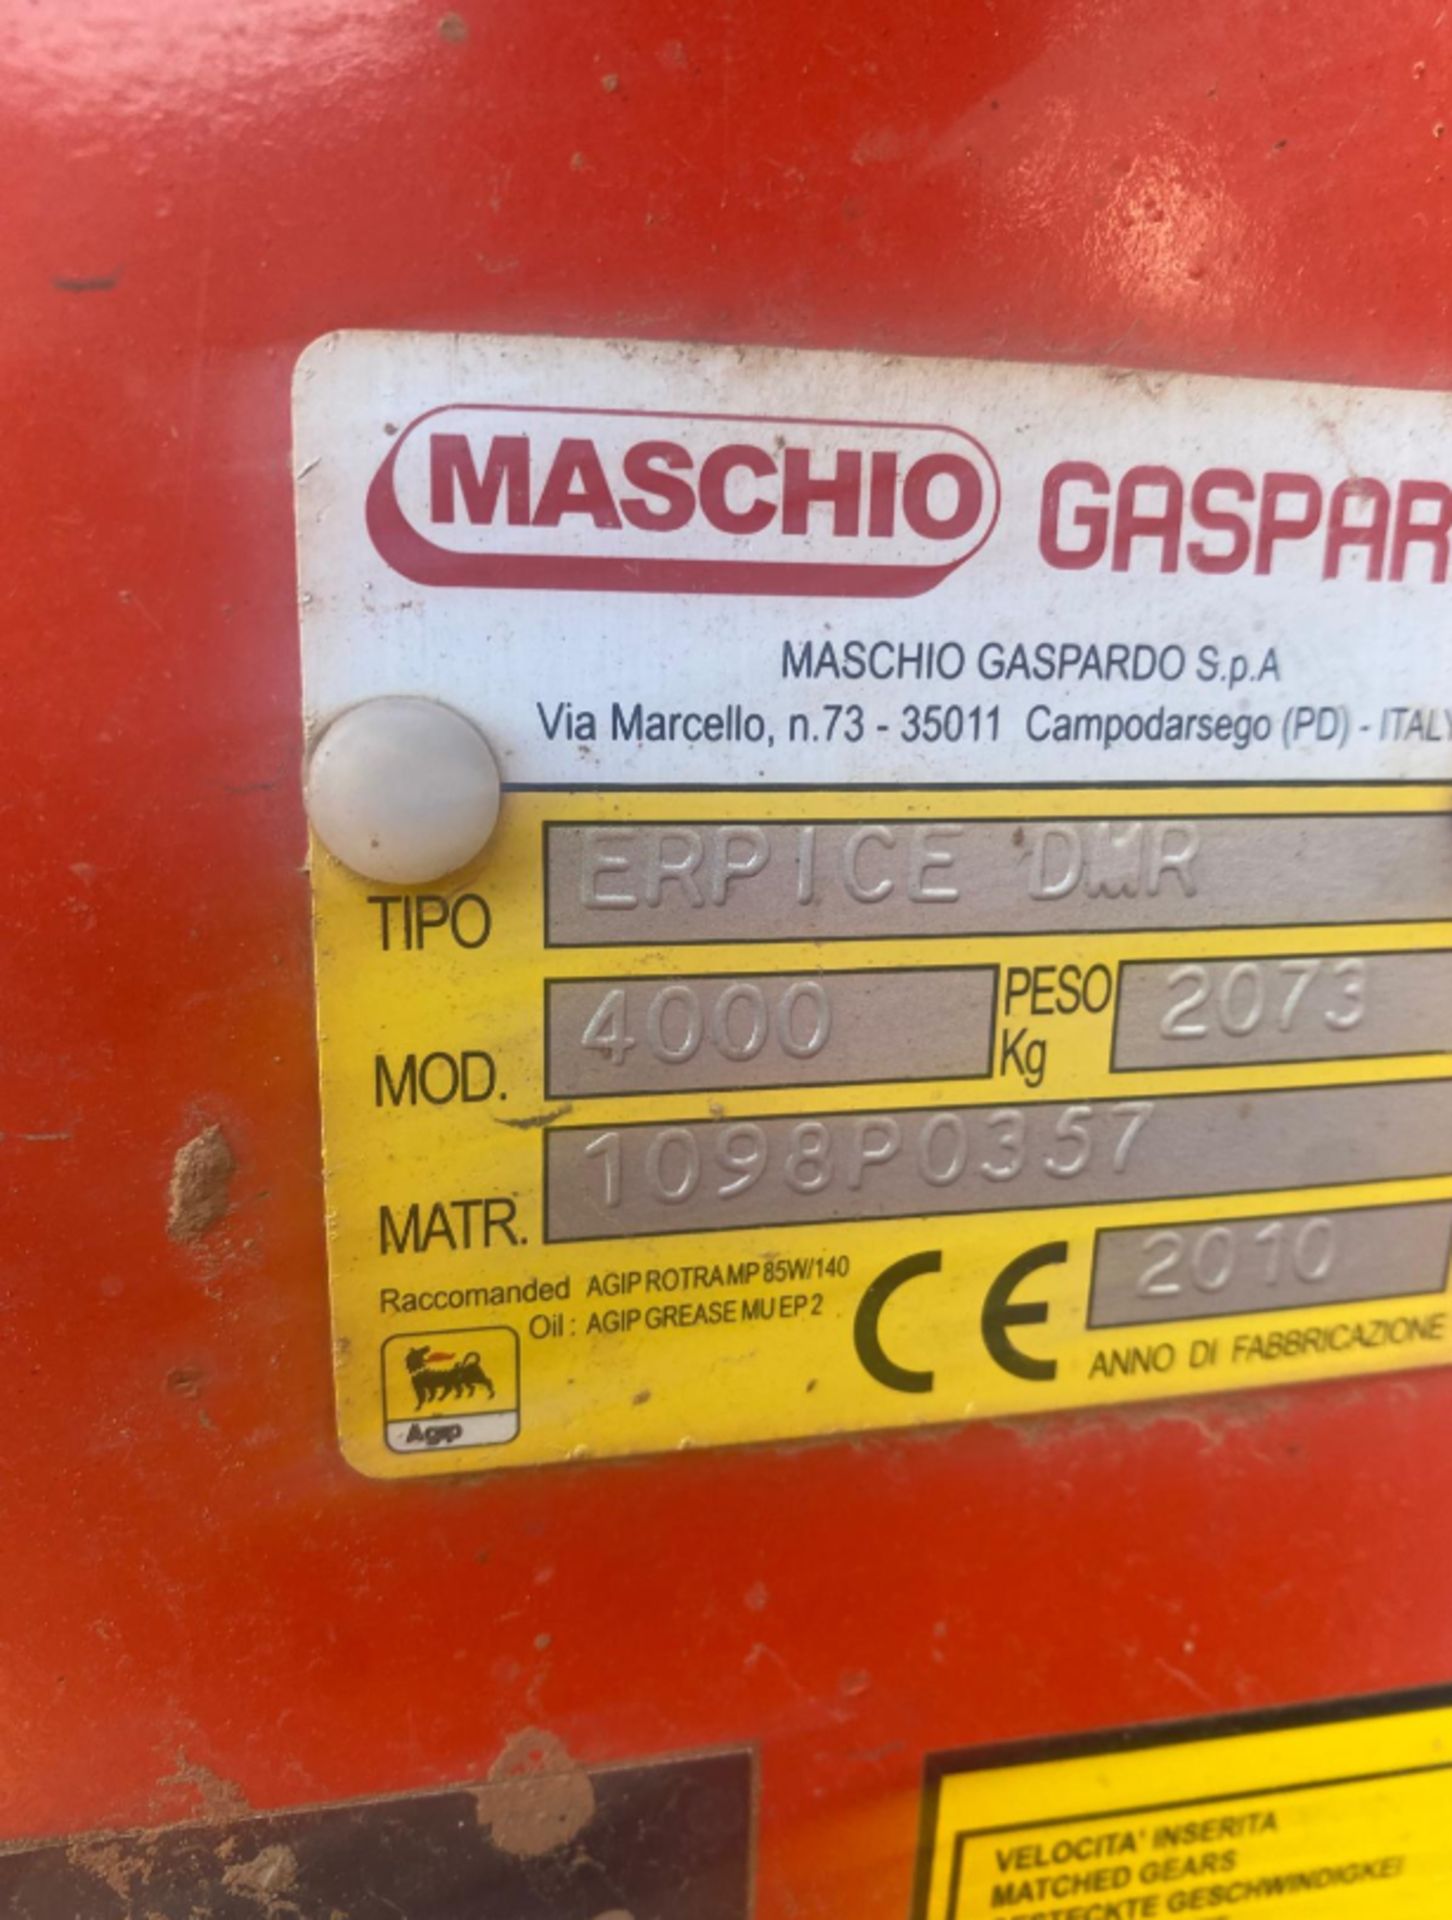 MASCHIO GASPAR
MASCHIO GASPARDO S.p.A
Via Marcello, n.73 - 35011 Campodarsego (PD) - ITALY
TIPO ERPICE DMR
MOD. 4000 PESO Kg 2073
MATR. 1098P0357
Raccomanded AGIP ROTRA MP 85W/140
Oil : AGIP GREASE MU EP 2
CE 2010
ANNO DI FABBRICAZIONE
Agip
VELOCITA' INSERITA
MATCHED GEARS
GESTECKTE GESCHWINDIGKEI